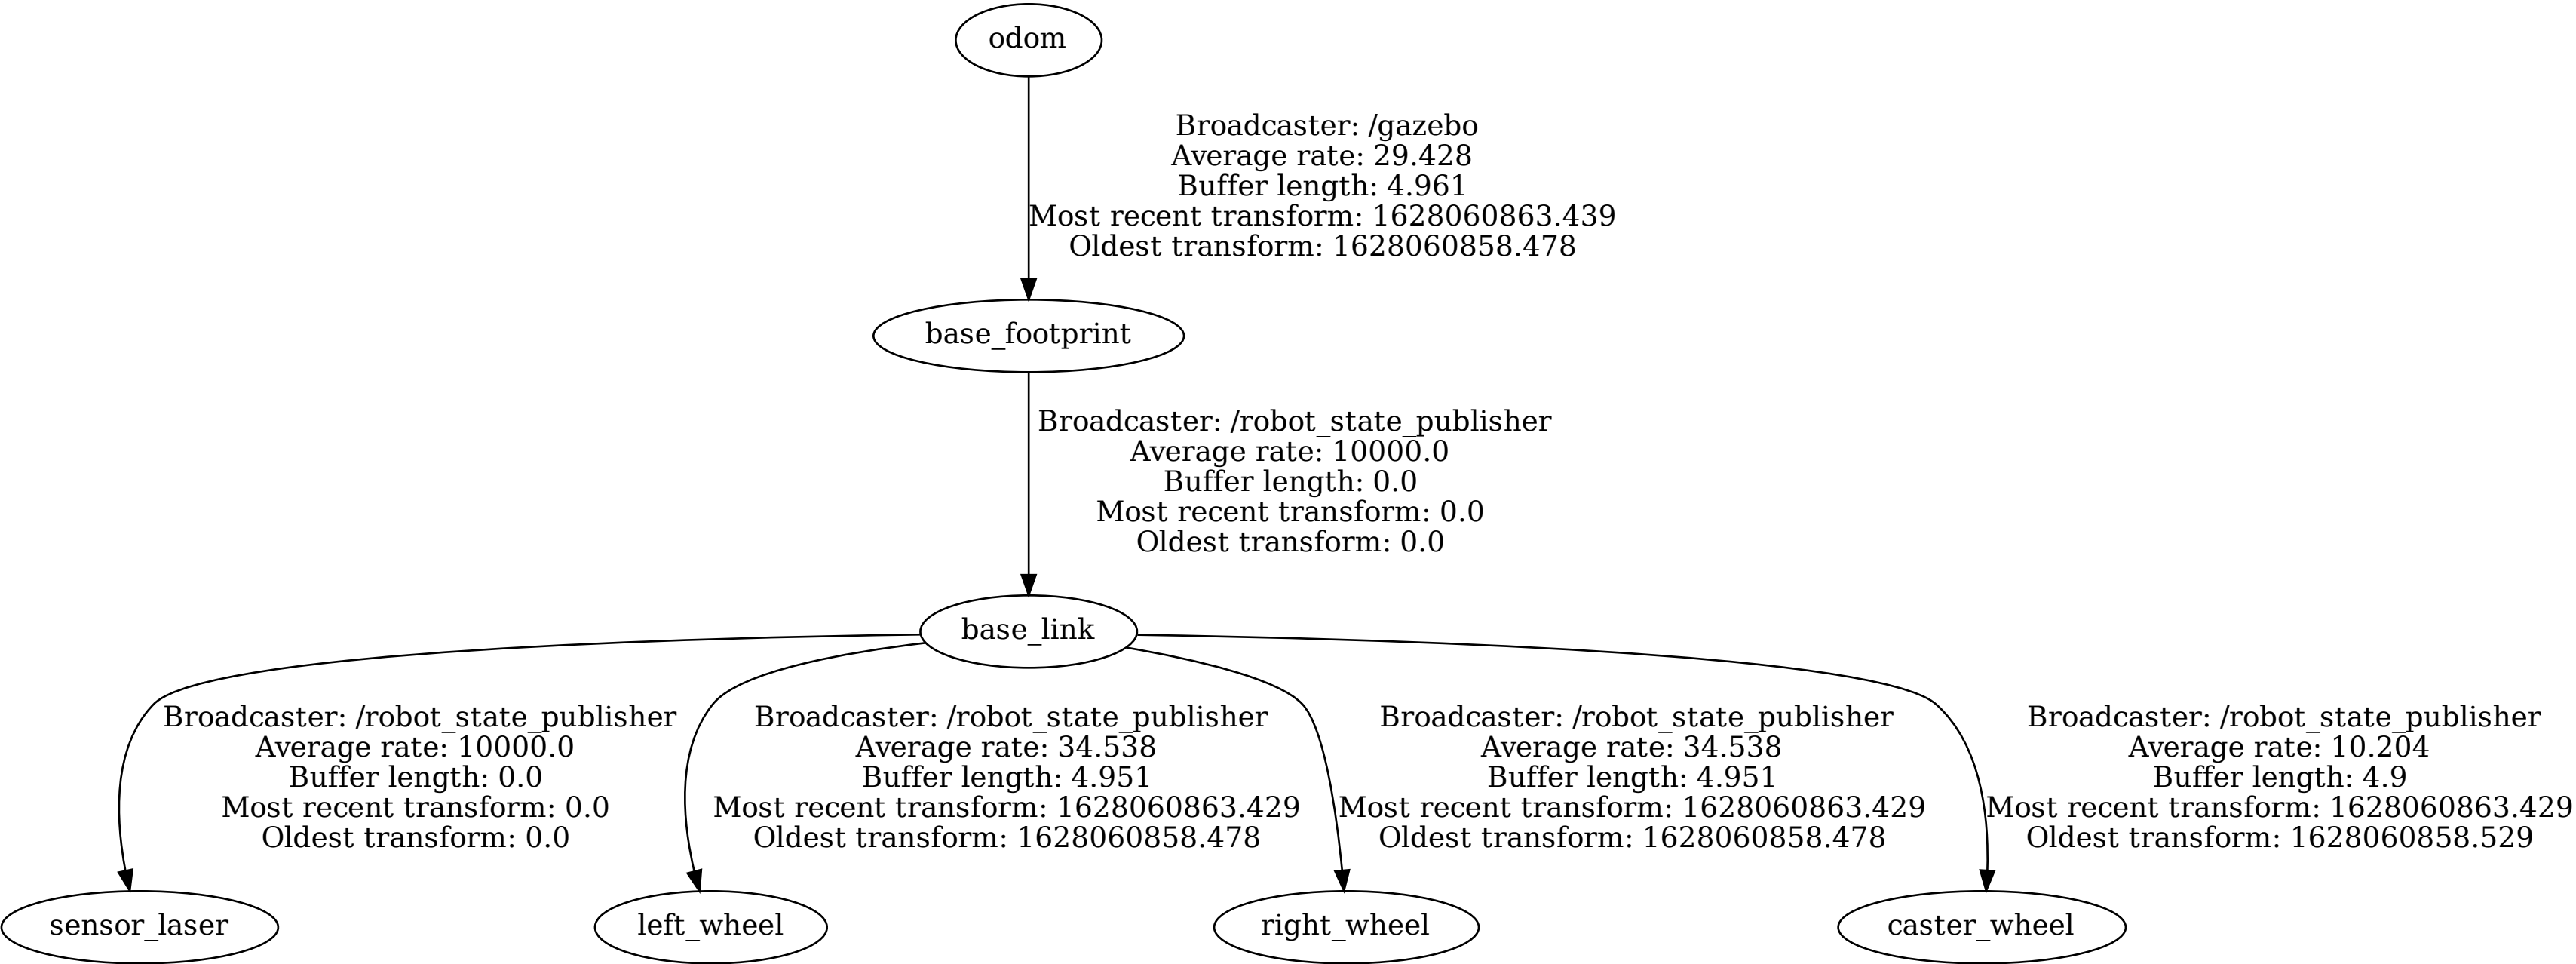 odom
Broadcaster: /gazebo
Average rate: 29.428
Buffer length: 4.961
Most recent transform: 1628060863.439
Oldest transform: 1628060858.478
base_footprint
Broadcaster: /robot_state_publisher
Average rate: 10000.0
Buffer length: 0.0
Most recent transform: 0.0
Oldest transform: 0.0
base_link
Broadcaster: /robot_state_publisher
Average rate: 10000.0
Buffer length: 0.0
Most recent transform: 0.0
Oldest transform: 0.0
Broadcaster: /robot_state_publisher
Average rate: 34.538
Buffer length: 4.951
Most recent transform: 1628060863.429
Oldest transform: 1628060858.478
Broadcaster: /robot_state_publisher
Average rate: 34.538
Buffer length: 4.951
Most recent transform: 1628060863.429
Oldest transform: 1628060858.478
Broadcaster: /robot_state_publisher
Average rate: 10.204
Buffer length: 4.9
Most recent transform: 1628060863.429
Oldest transform: 1628060858.529
sensor_laser
left_wheel
right_wheel
caster_wheel